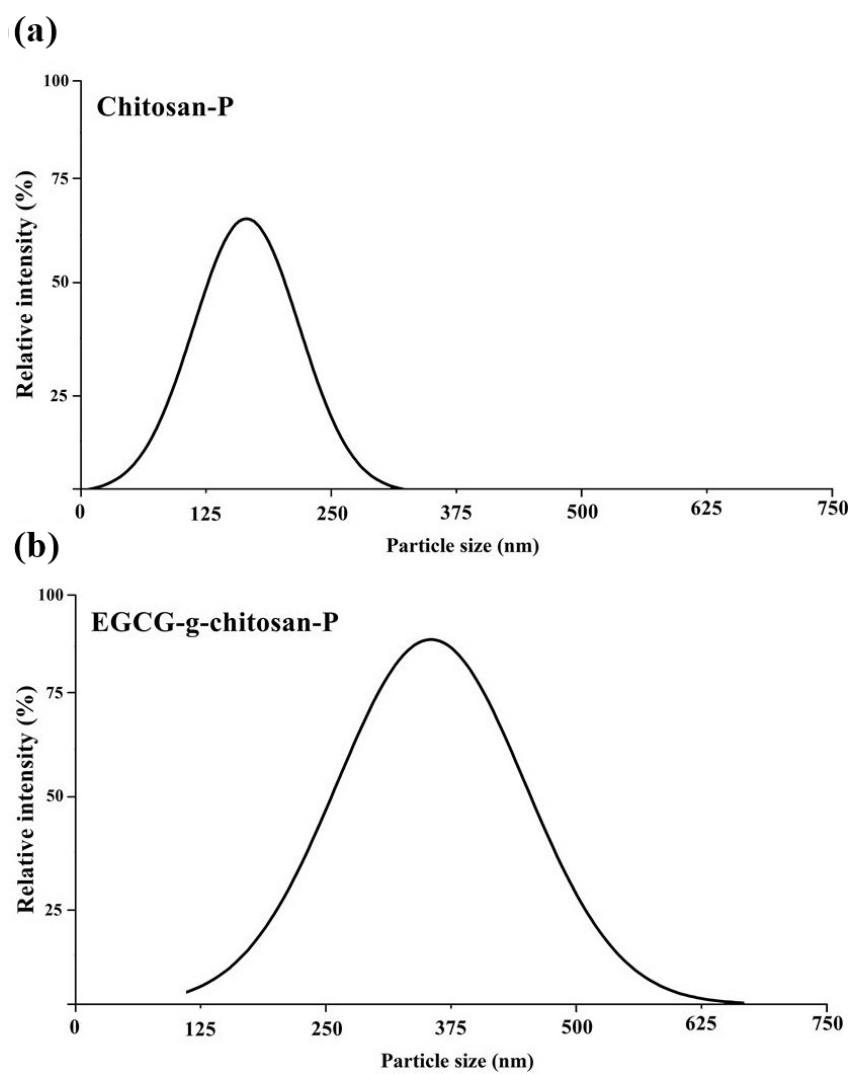 (a)
100
Chitosan-P
75
50
25
Relative intensity (%)
0 125 250 375 500 625 750
Particle size (nm)
(b)
100
EGCG-g-chitosan-P
75
50
25
Relative intensity (%)
0 125 250 375 500 625 750
Particle size (nm)